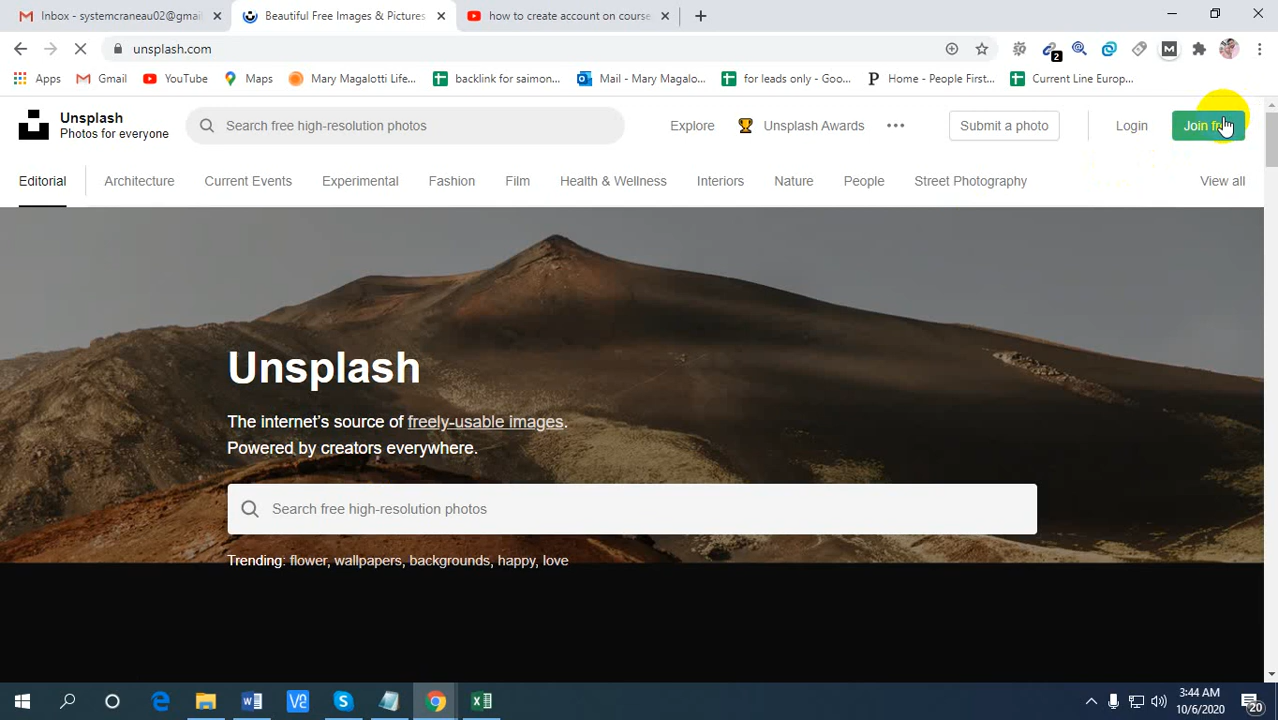 Inbox - systemcraneau02@gmai
Beautiful Free Images & Pictures
how to create account on course
unsplash.com
2
M
Apps
Gmail
YouTube
Maps
Mary Magalotti Life...
backlink for saimon...
Mail - Mary Magalo...
for leads only - Goo...
Home - People First...
Current Line Europ...
Unsplash
Photos for everyone
Search free high-resolution photos
Explore
Unsplash Awards
Submit a photo
Login
Join
Editorial
Architecture
Current Events
Experimental
Fashion
Film
Health & Wellness
Interiors
Nature
People
Street Photography
View all
Unsplash
The internet's source of freely-usable images.
Powered by creators everywhere.
Search free high-resolution photos
Trending: flower, wallpapers, backgrounds, happy, love
3:44 AM
10/6/2020
20